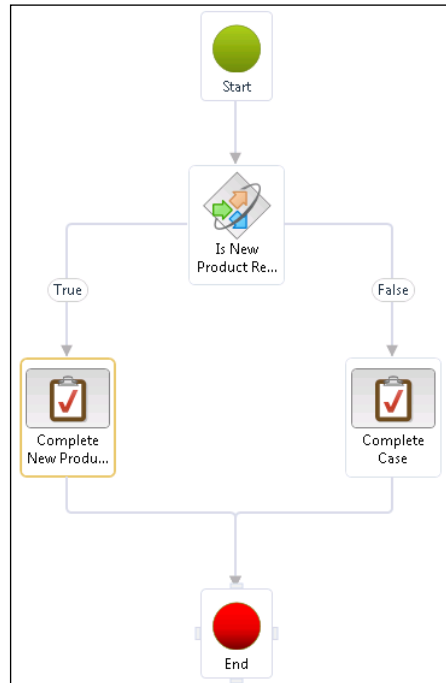 Start
Is New
Product Re...
True
False
Complete
New Produ...
Complete
Case
End